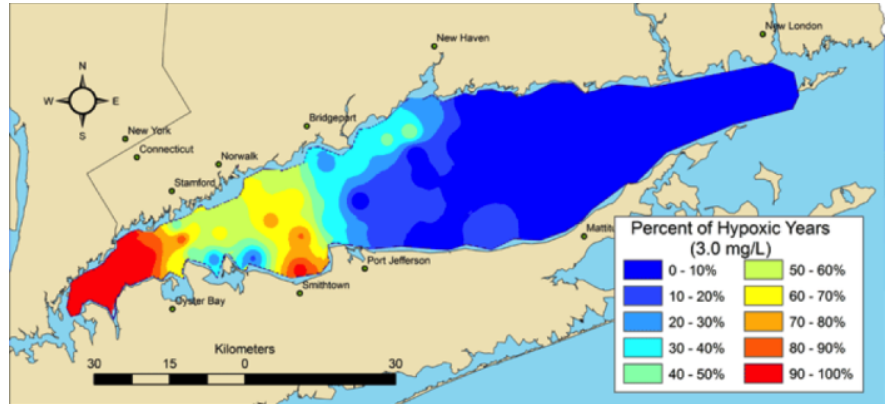 New London
New Haven
N
W E
S
Bridgeport
New York
Connecticut
Norwalk
Stamford
Mattitu
Port Jefferson
Smithtown
Oyster Bay
Percent of Hypoxic Years
(3.0 mg/L)
0 - 10%
10 - 20%
20 - 30%
30 - 40%
40 - 50%
50 - 60%
60 - 70%
70 - 80%
80 - 90%
90 - 100%
Kilometers
30 15 0 30